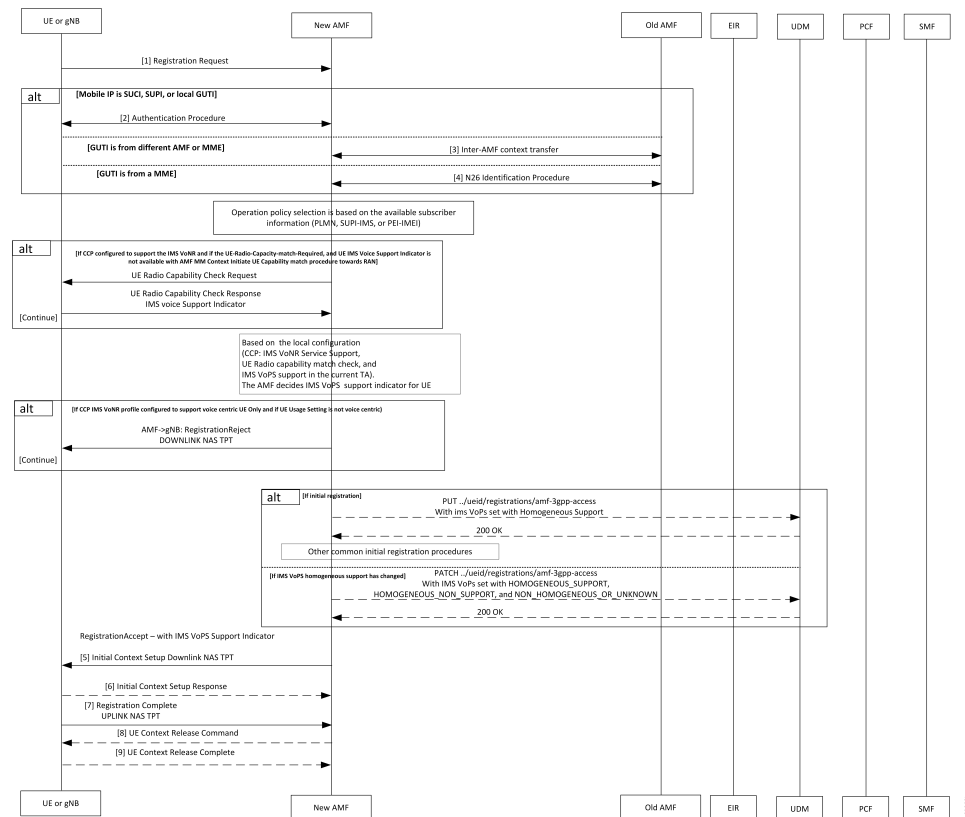 UE or gNB
New AMF
Old AMF
EIR
UDM
PCF
SMF
[1] Registration Request
alt
[Mobile IP is SUCI, SUPI, or local GUTI]
[2] Authentication Procedure
[GUTI is from different AMF or MME]
[3] Inter-AMF context transfer
[GUTI is from a MME]
[4] N26 Identification Procedure
Operation policy selection is based on the available subscriber
information (PLMN, SUPI-IMS, or PEI-IMEI)
alt
[If CCP configured to support the IMS VoNR and if the UE-Radio-Capacity-match-Required, and UE IMS Voice Support Indicator is
not available with AMF MM Context Initiate UE Capability match procedure towards RAN]
UE Radio Capability Check Request
UE Radio Capability Check Response
IMS voice Support Indicator
[Continue]
Based on the local configuration
(CCP: IMS VoNR Service Support,
UE Radio capability match check, and
IMS VoPS support in the current TA).
The AMF decides IMS VoPS support indicator for UE
alt
[If CCP IMS VoNR profile configured to support voice centric UE Only and if UE Usage Setting is not voice centric)
AMF->gNB: RegistrationReject
DOWNLINK NAS TPT
[Continue]
alt
[If initial registration]
PUT ../ueid/registrations/amf-3gpp-access
With ims VoPs set with Homogeneous Support
200 OK
Other common initial registration procedures
[If IMS VoPS homogeneous support has changed]
PATCH ../ueid/registrations/amf-3gpp-access
With IMS VoPs set with HOMOGENEOUS_SUPPORT,
HOMOGENEOUS_NON_SUPPORT, and NON_HOMOGENEOUS_OR_UNKNOWN
200 OK
RegistrationAccept – with IMS VoPS Support Indicator
[5] Initial Context Setup Downlink NAS TPT
[6] Initial Context Setup Response
[7] Registration Complete
UPLINK NAS TPT
[8] UE Context Release Command
[9] UE Context Release Complete
UE or gNB
New AMF
Old AMF
EIR
UDM
PCF
SMF